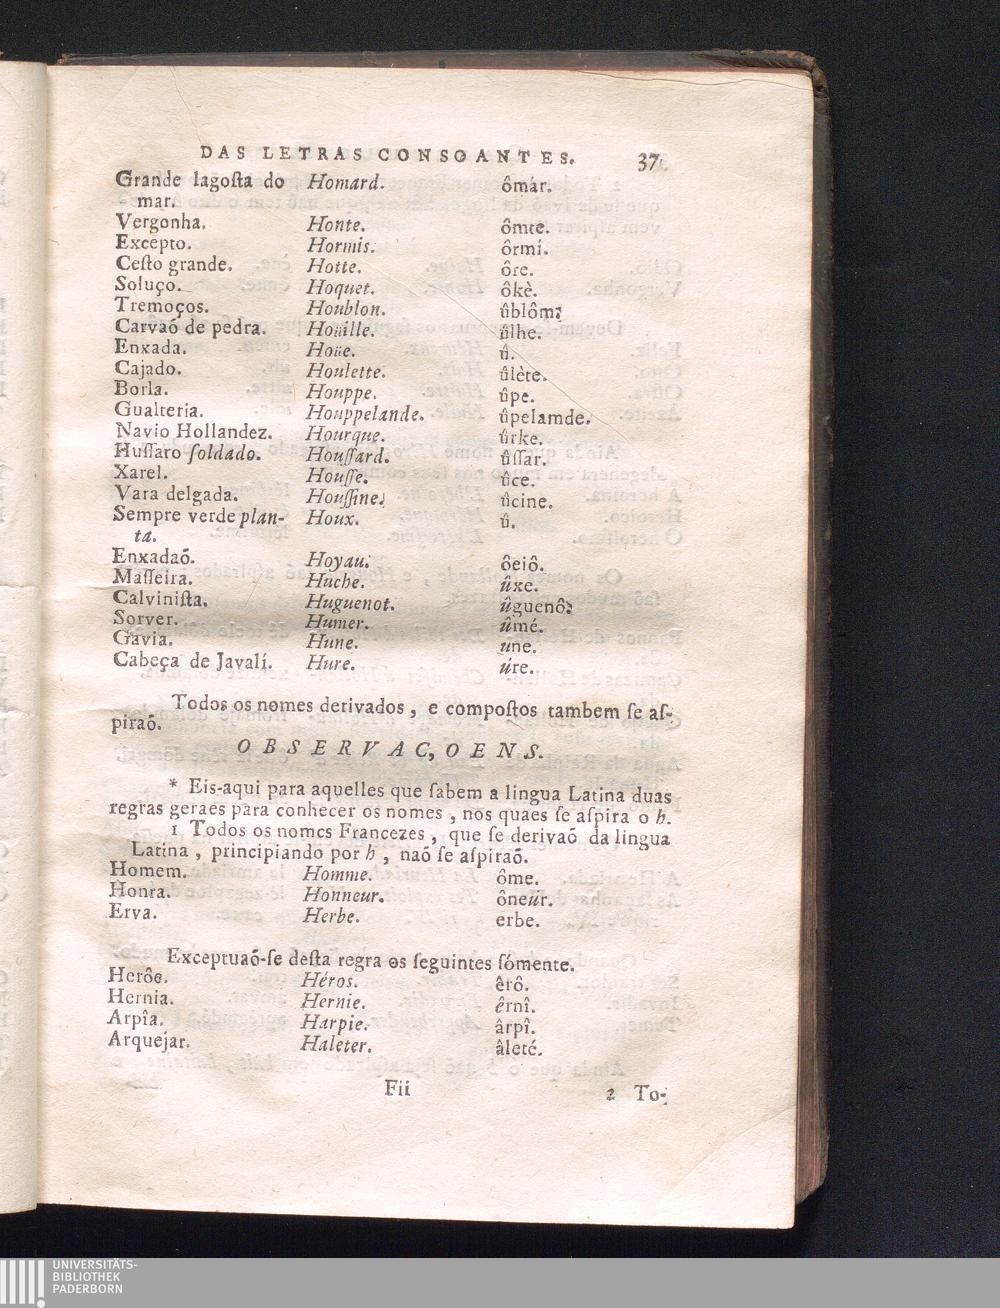 DAS LETRAS CONSOANTES. 37
Grande lagoſta do Homard. ômár.
mar.
Vergonha. Honte. ômte.
Excepto. Hormis. ôrmí.
Ceſto grande. Hotte. ôte.
Soluço. Hoquet. ôkè.
Tremoços. Houblon. ûblôm.
Carvaõ de pedra. Hoüille. ûlhe.
Enxada. Hoüe. û.
Cajado. Houlette. ûlète.
Borla. Houppe. ûpe.
Gualteria. Houppelande. ûpelamde.
Navio Hollandez. Hourque. ûrke.
Huſſaro ſoldado. Houſſard. ûſſar.
Xarel. Houſſe. ûce.
Vara delgada. Houſſine. ûcine.
Sempre verde plan- Houx. û.
ta.
Enxadaõ. Hoyau. ôeiô.
Maſſeira. Huche. ûxe.
Calviniſta. Huguenot. ûguenô.
Sorver. Humer. ûmé.
Gavia. Hune. une.
Cabeça de Javalí. Hure. úre.
Todos os nomes derivados , e compoſtos tambem ſe aſ-
piraõ.
OBSERVAC,OENS.
* Eis-aqui para aquelles que ſabem a lingua Latina duas
regras geraes para conhecer os nomes , nos quaes ſe aſpira o h.
1 Todos os nomes Francezes , que ſe derivaõ da lingua
Latina , principiando por h , naõ ſe aſpiraõ.
Homem. Homme. ôme.
Honra. Honneur. ôneúr.
Erva. Herbe. erbe.
Exceptuaõ-ſe deſta regra os ſeguintes ſómente.
Herôe. Héros. êrô.
Hernia. Hernie. êrnî.
Arpîa. Harpie. ârpî.
Arquejar. Haleter. âleté.
Fii 2 To-
UNIVERSITÄTS-
BIBLIOTHEK
PADERBORN